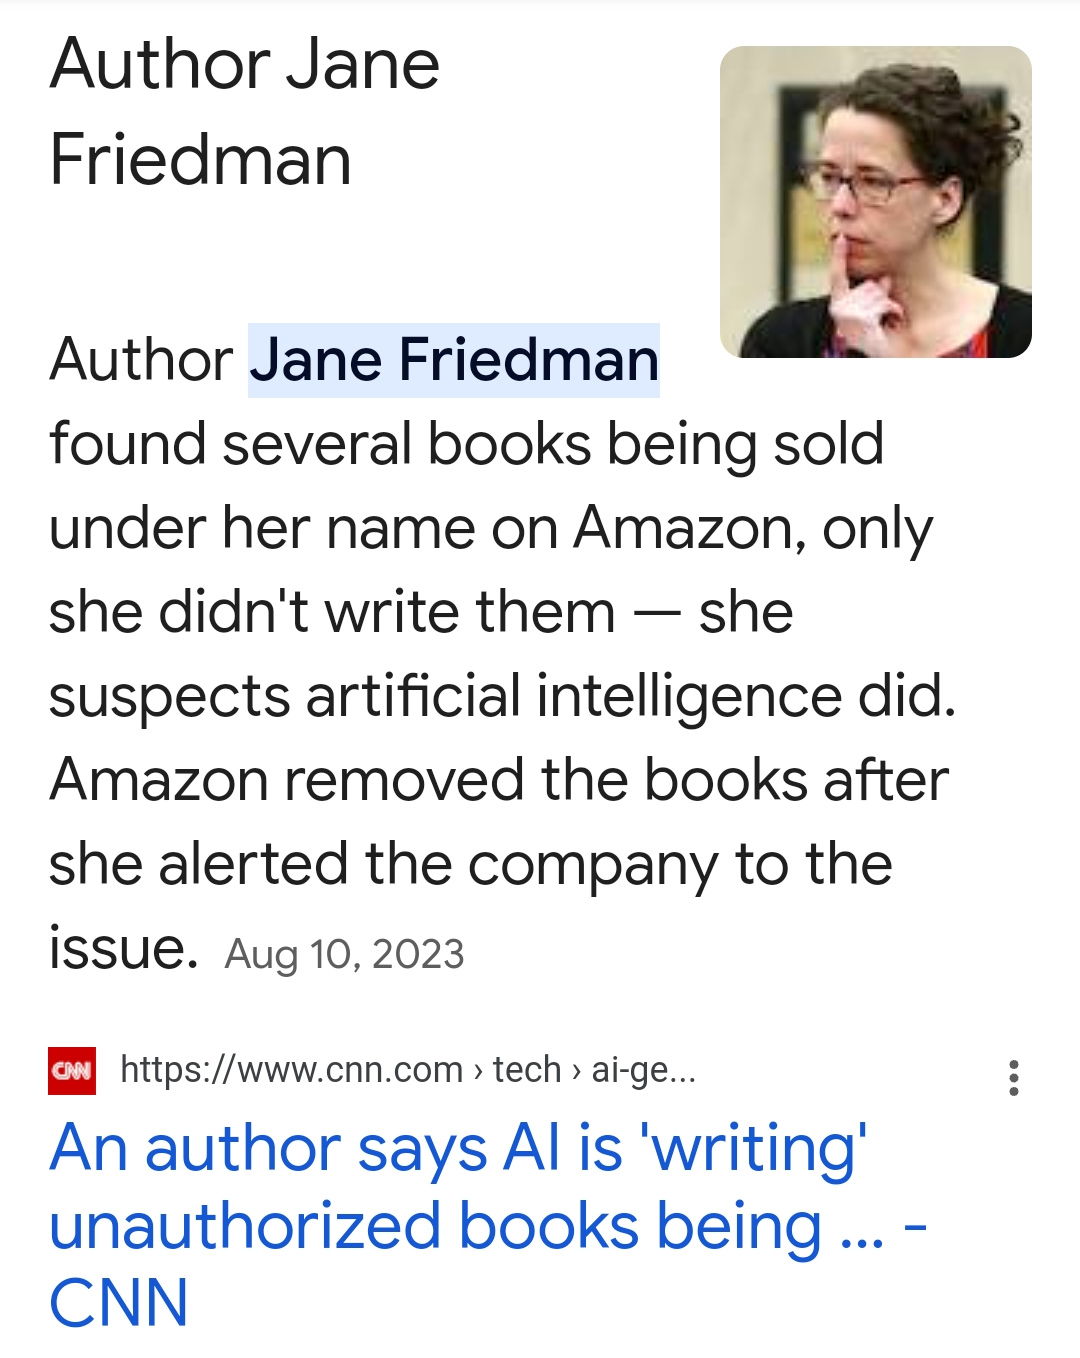 Author Jane
Friedman
Author Jane Friedman
found several books being sold
under her name on Amazon, only
she didn't write them — she
suspects artificial intelligence did.
Amazon removed the books after
she alerted the company to the
issue. Aug 10, 2023
CNN https://www.cnn.com › tech › ai-ge...
An author says AI is 'writing'
unauthorized books being ... -
CNN